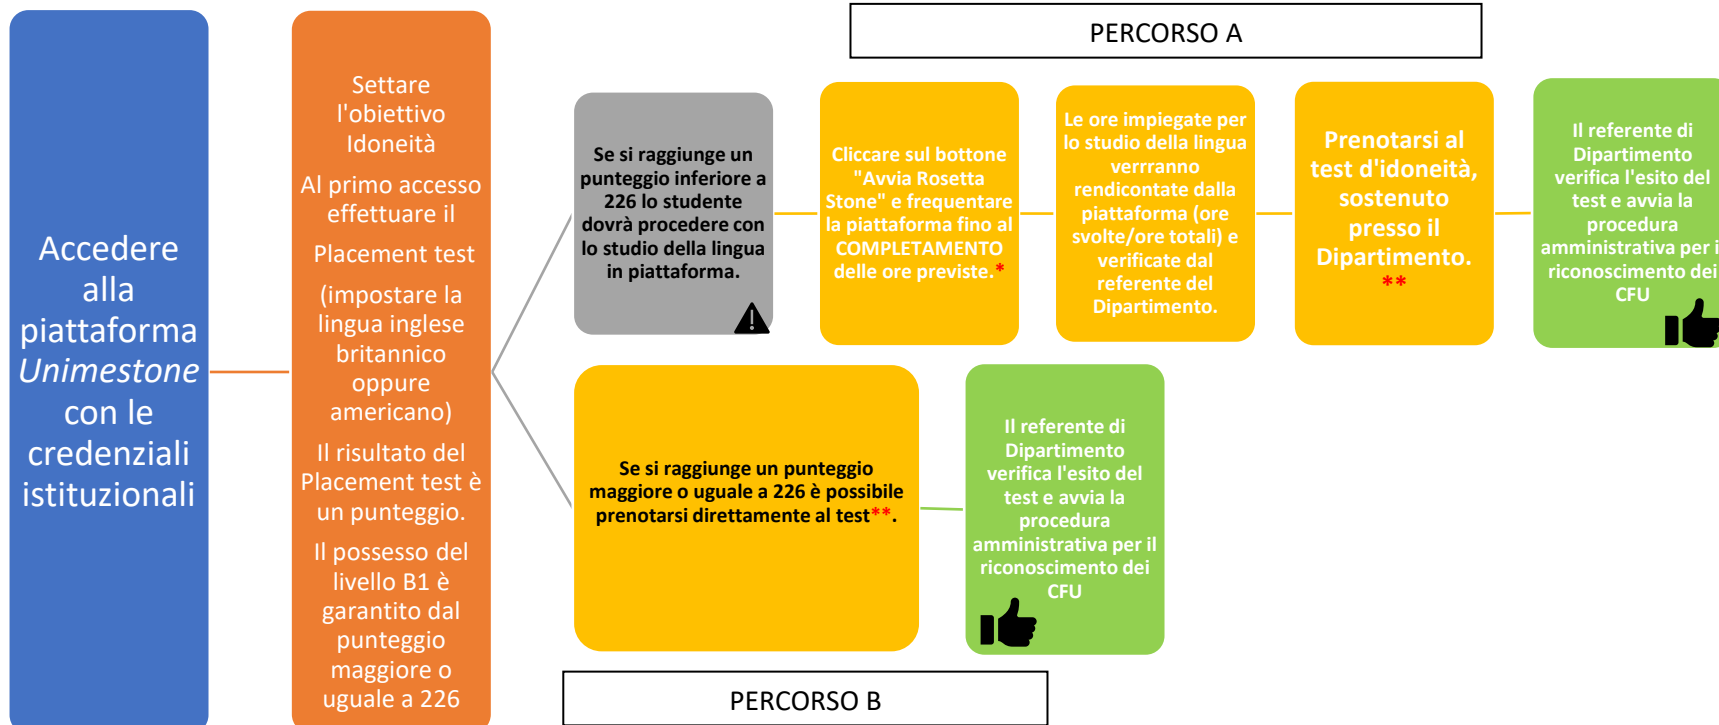 PERCORSO A
Accedere
alla
piattaforma
Unimestone
con le
credenziali
istituzionali
Settare
l'obiettivo
Idoneità
Al primo accesso
effettuare il
Placement test
(impostare la
lingua inglese
britannico
oppure
americano)
Il risultato del
Placement test è
un punteggio.
Il possesso del
livello B1 è
garantito dal
punteggio
maggiore o
uguale a 226
Se si raggiunge un
punteggio inferiore a
226 lo studente
dovrà procedere con
lo studio della lingua
in piattaforma.
Cliccare sul bottone
"Avvia Rosetta
Stone" e frequentare
la piattaforma fino al
COMPLETAMENTO
delle ore previste.*
Le ore impiegate per
lo studio della lingua
verrranno
rendicontate dalla
piattaforma (ore
svolte/ore totali) e
verificate dal
referente del
Dipartimento.
Prenotarsi al
test d'idoneità,
sostenuto
presso il
Dipartimento.
**
Il referente di
Dipartimento
verifica l'esito del
test e avvia la
procedura
amministrativa per i
riconoscimento dei
CFU
Se si raggiunge un punteggio
maggiore o uguale a 226 è possibile
prenotarsi direttamente al test**.
Il referente di
Dipartimento
verifica l'esito del
test e avvia la
procedura
amministrativa per il
riconoscimento dei
CFU
PERCORSO B